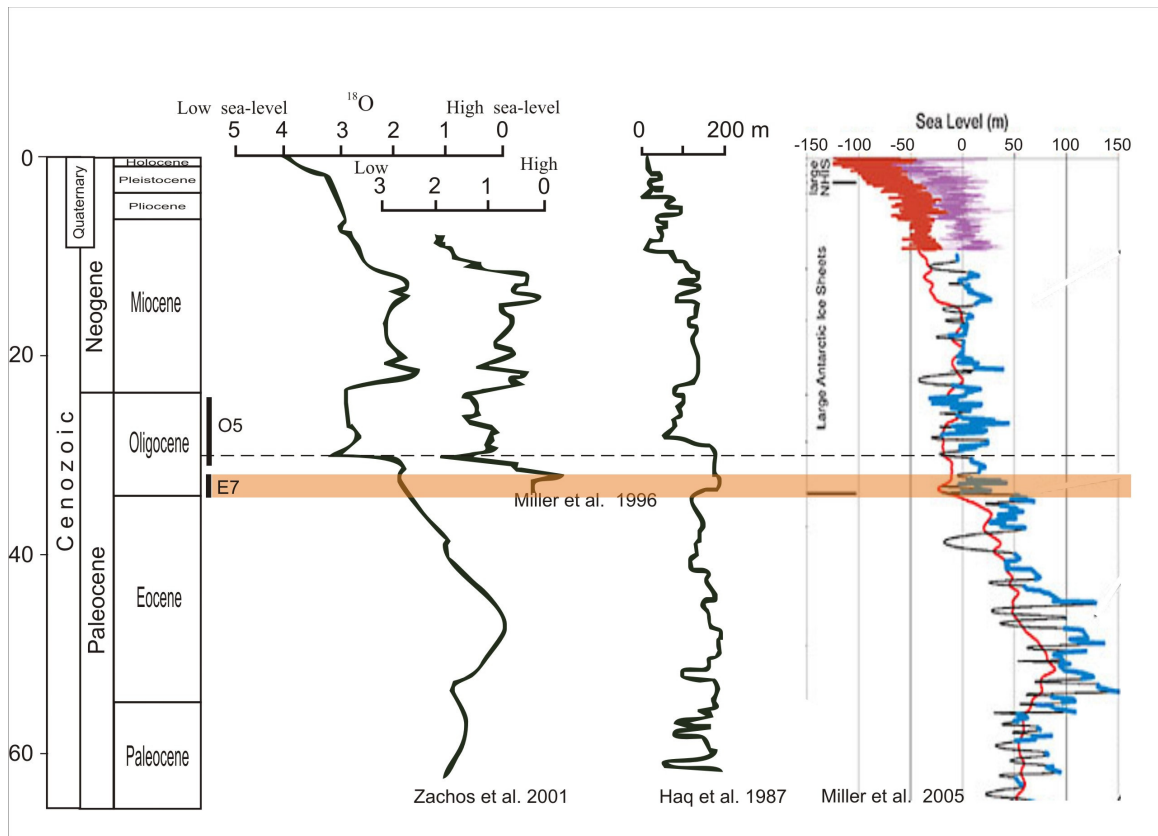 Low sea-level 18O High sea-level
5 4 3 2 1 0
0 200 m
Sea Level (m)
-150 -100 -50 0 50 100 150
Low High
3 2 1 0
0
20
40
60
Cenozoic
Quaternary
Neogene
Paleocene
Holocene
Pleistocene
Pliocene
Miocene
Oligocene
Eocene
Paleocene
O5
E7
large NHIS
Large Antarctic Ice Sheets
Miller et al. 1996
Zachos et al. 2001
Haq et al. 1987
Miller et al. 2005